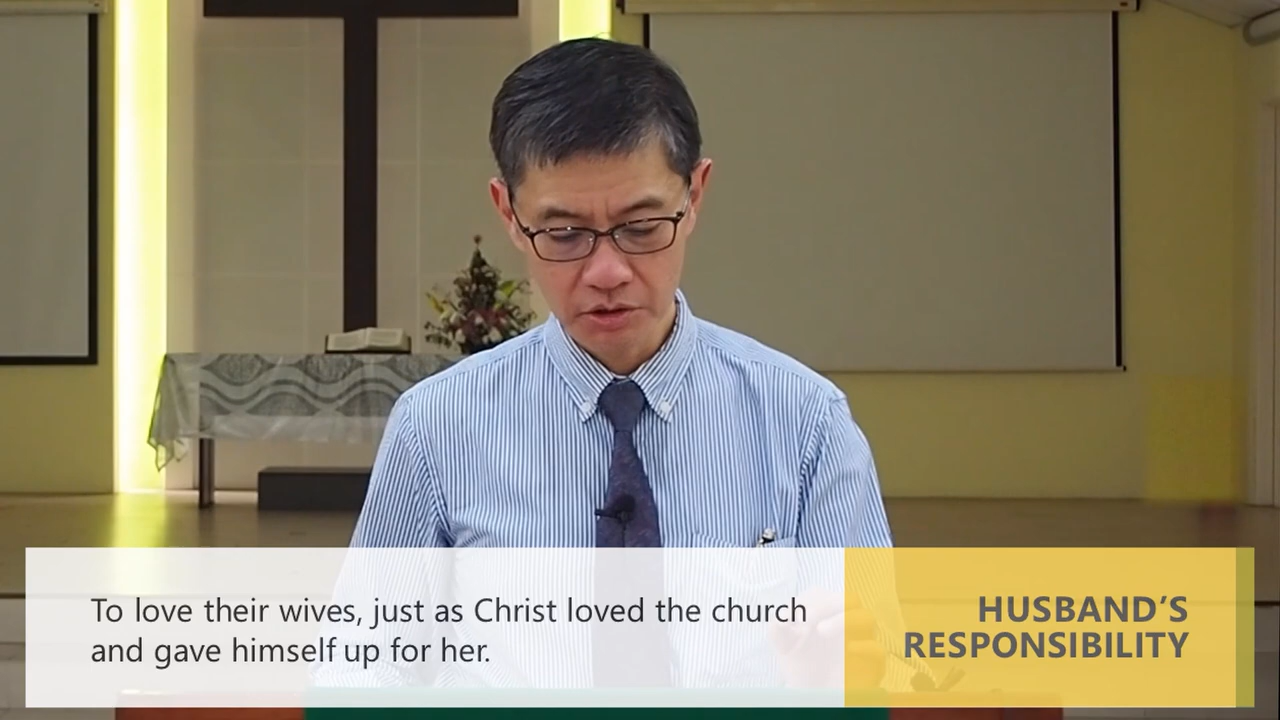 To love their wives, just as Christ loved the church
and gave himself up for her.
HUSBAND’S
RESPONSIBILITY